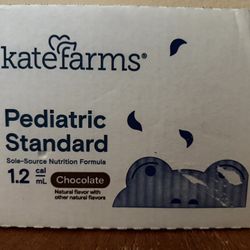 katefarms®
Pediatric
Standard
Sole-Source Nutrition Formula
1.2 cal/mL Chocolate
Natural flavor with
other natural flavors